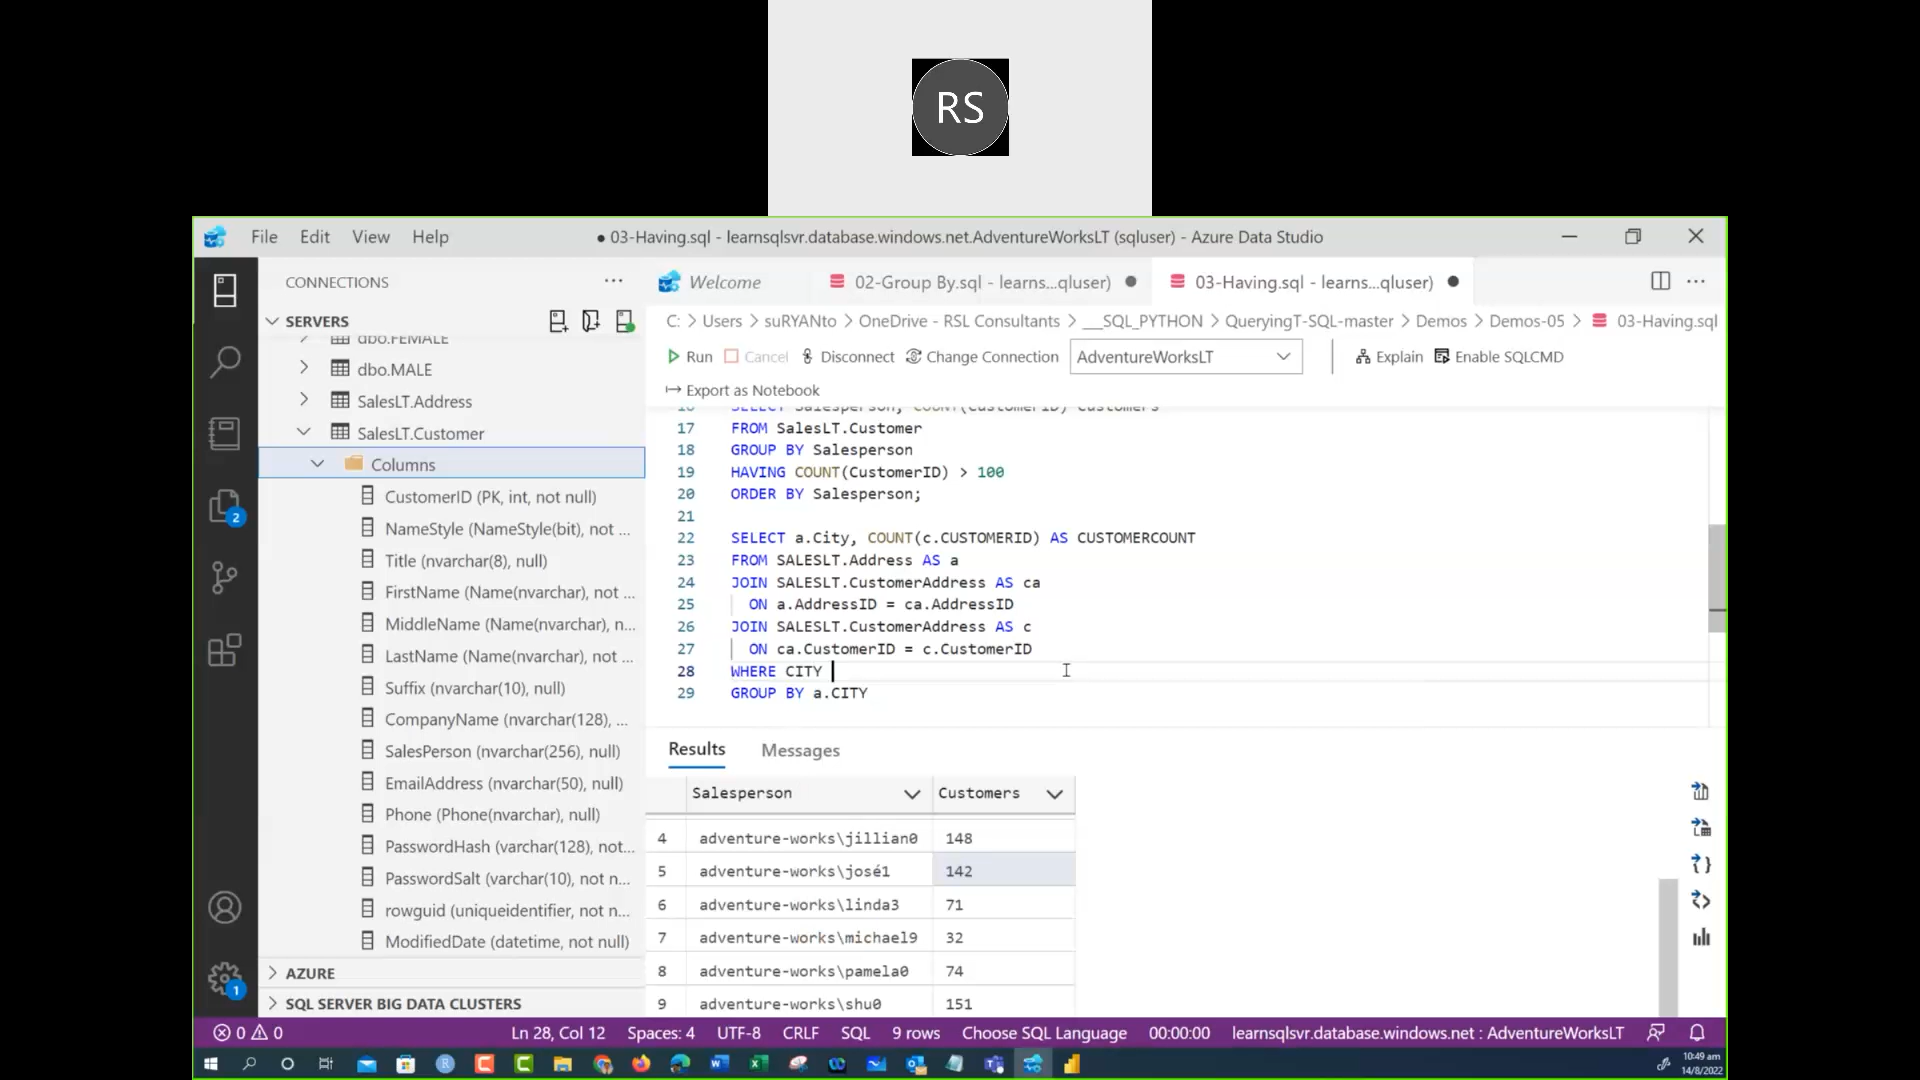 RS
File Edit View Help
● 03-Having.sql - learnsqlsvr.database.windows.net.AdventureWorksLT (sqluser) - Azure Data Studio
CONNECTIONS
Welcome
02-Group By.sql - learns...qluser)
03-Having.sql - learns...qluser)
SERVERS
C: > Users > suRYANto > OneDrive - RSL Consultants > __SQL_PYTHON > QueryingT-SQL-master > Demos > Demos-05 > 03-Having.sql
dbo.FEMALE
dbo.MALE
SalesLT.Address
SalesLT.Customer
Columns
CustomerID (PK, int, not null)
NameStyle (NameStyle(bit), not ...
Title (nvarchar(8), null)
FirstName (Name(nvarchar), not ...
MiddleName (Name(nvarchar), n...
LastName (Name(nvarchar), not ...
Suffix (nvarchar(10), null)
CompanyName (nvarchar(128), ...
SalesPerson (nvarchar(256), null)
EmailAddress (nvarchar(50), null)
Phone (Phone(nvarchar), null)
PasswordHash (varchar(128), not...
PasswordSalt (varchar(10), not n...
rowguid (uniqueidentifier, not n...
ModifiedDate (datetime, not null)
AZURE
SQL SERVER BIG DATA CLUSTERS
2
1
Run Cancel Disconnect Change Connection AdventureWorksLT Explain Enable SQLCMD
Export as Notebook
16 SELECT Salesperson, COUNT(CustomerID) Customers
17 FROM SalesLT.Customer
18 GROUP BY Salesperson
19 HAVING COUNT(CustomerID) > 100
20 ORDER BY Salesperson;
21
22 SELECT a.City, COUNT(c.CUSTOMERID) AS CUSTOMERCOUNT
23 FROM SALESLT.Address AS a
24 JOIN SALESLT.CustomerAddress AS ca
25 ON a.AddressID = ca.AddressID
26 JOIN SALESLT.CustomerAddress AS c
27 ON ca.CustomerID = c.CustomerID
28 WHERE CITY
29 GROUP BY a.CITY
Results Messages
Salesperson Customers
4 adventure-works\jillian0 148
5 adventure-works\josé1 142
6 adventure-works\linda3 71
7 adventure-works\michael9 32
8 adventure-works\pamela0 74
9 adventure-works\shu0 151
0 0 Ln 28, Col 12 Spaces: 4 UTF-8 CRLF SQL 9 rows Choose SQL Language 00:00:00 learnsqlsvr.database.windows.net : AdventureWorksLT
10:49 am
14/8/2022